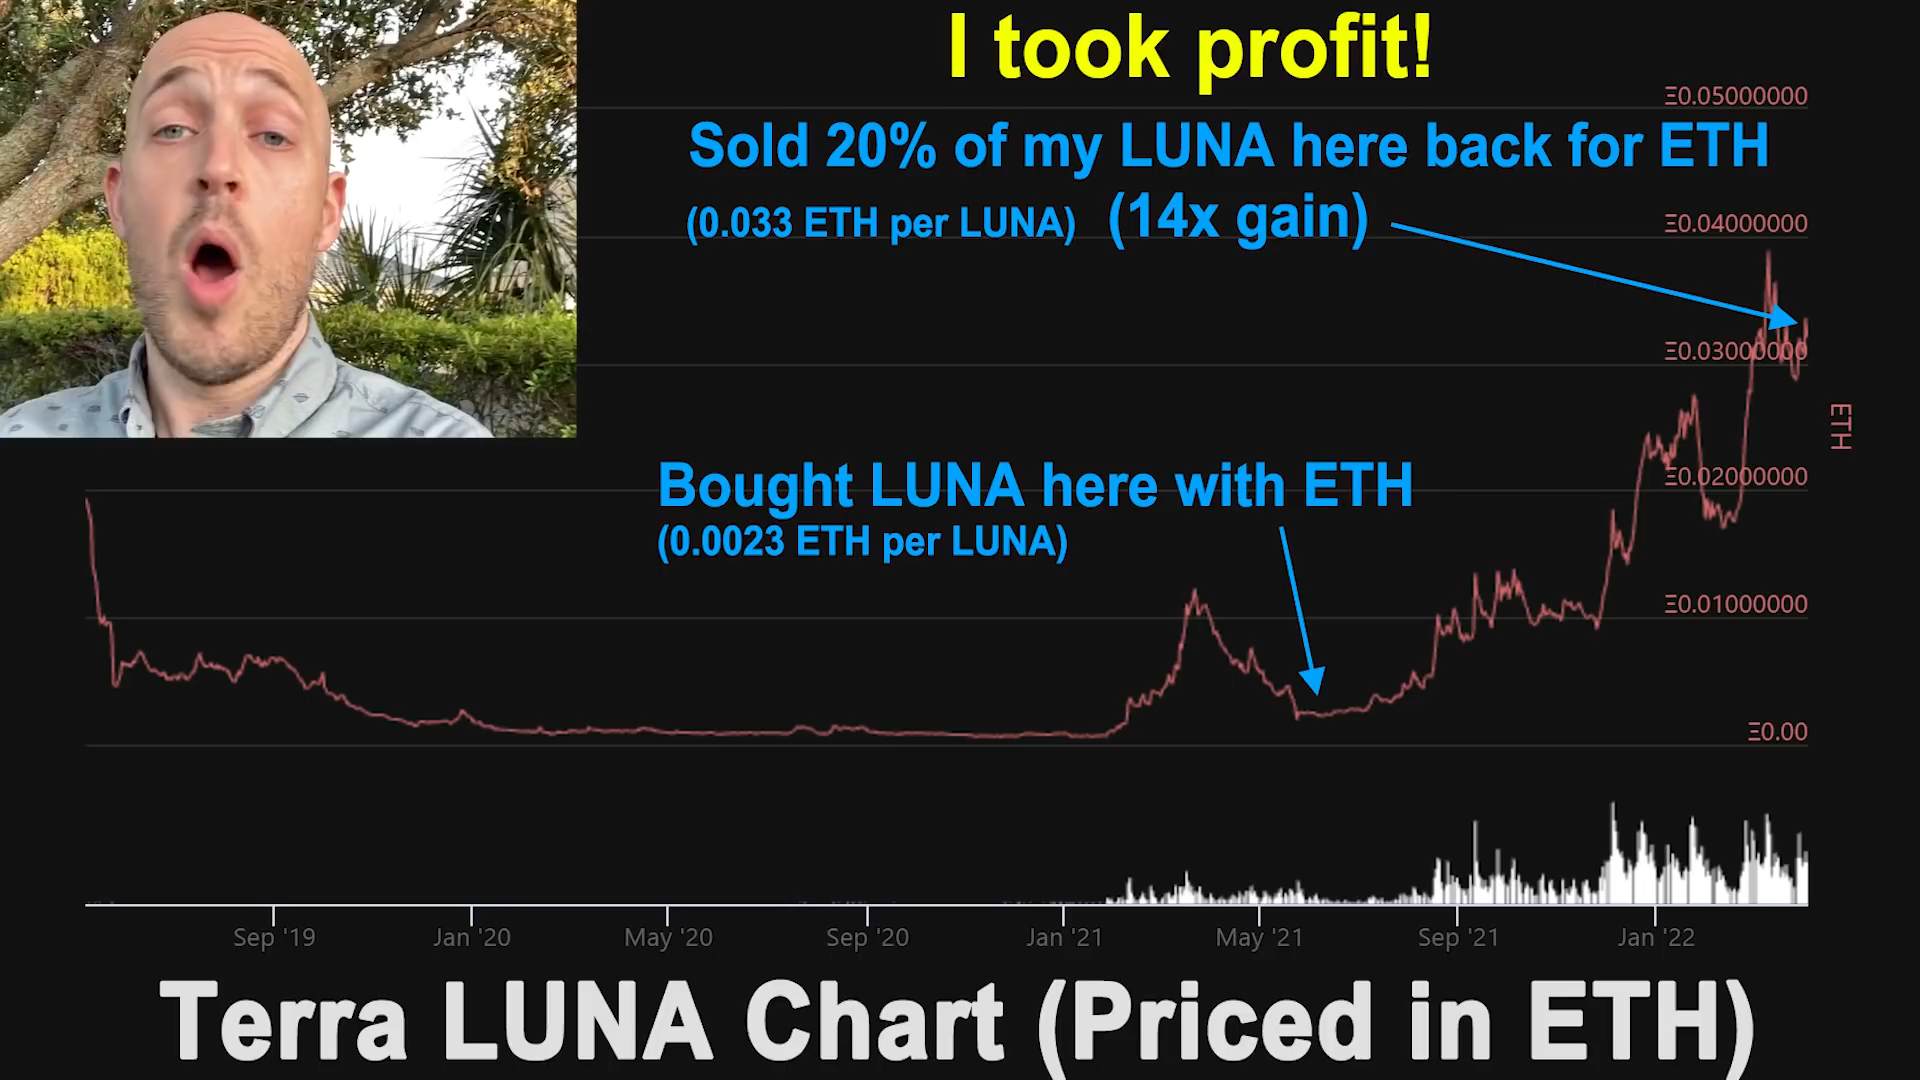 I took profit!
Ξ0.05000000
Sold 20% of my LUNA here back for ETH
(0.033 ETH per LUNA) (14x gain)
Ξ0.04000000
Ξ0.03000000
ETH
Bought LUNA here with ETH
Ξ0.02000000
(0.0023 ETH per LUNA)
Ξ0.01000000
Ξ0.00
Sep '19 Jan '20 May '20 Sep '20 Jan '21 May '21 Sep '21 Jan '22
Terra LUNA Chart (Priced in ETH)